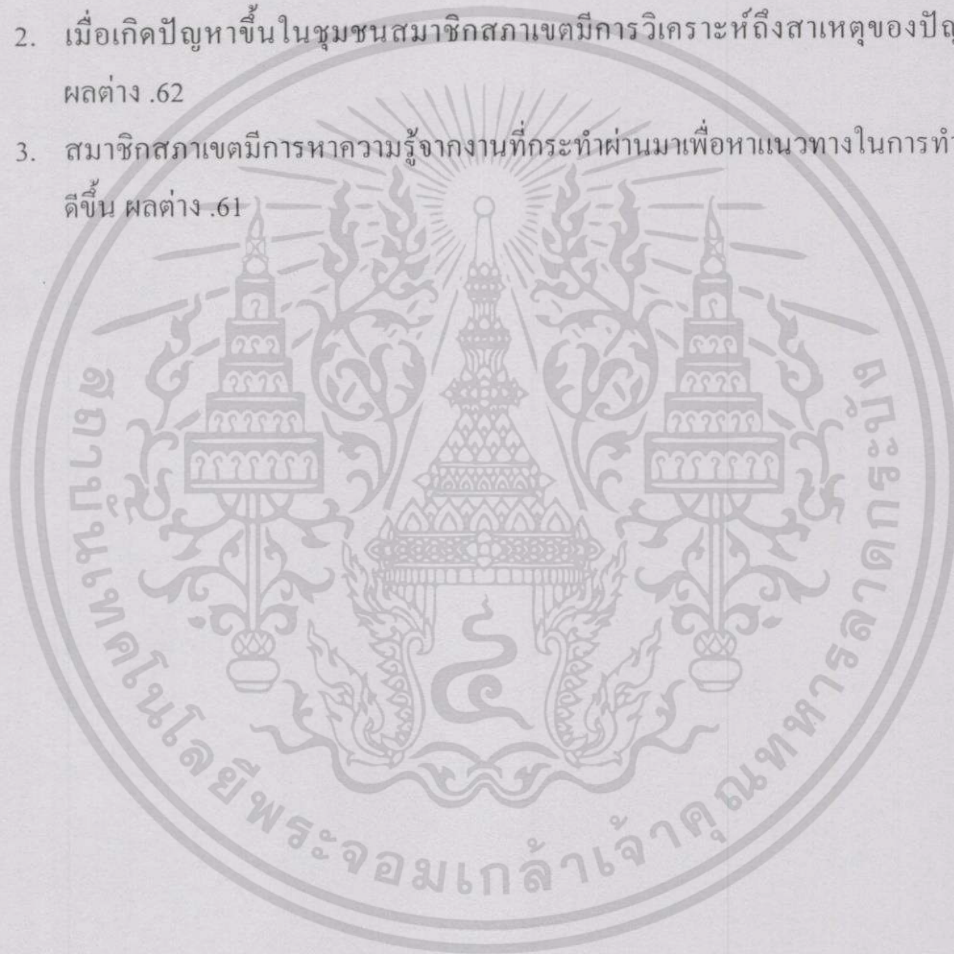 2. เมื่อเกิดปัญหาขึ้นในชุมชนสมาชิกสภาเขตมีการวิเคราะห์ถึงสาเหตุของปัญ
ผลต่าง .62
3. สมาชิกสภาเขตมีการหาความรู้จากงานที่กระทำผ่านมาเพื่อหาแนวทางในการทำ
ดีขึ้น ผลต่าง .61
สถาบันเทคโนโลยีพระจอมเกล้าเจ้าคุณทหารลาดกระบัง